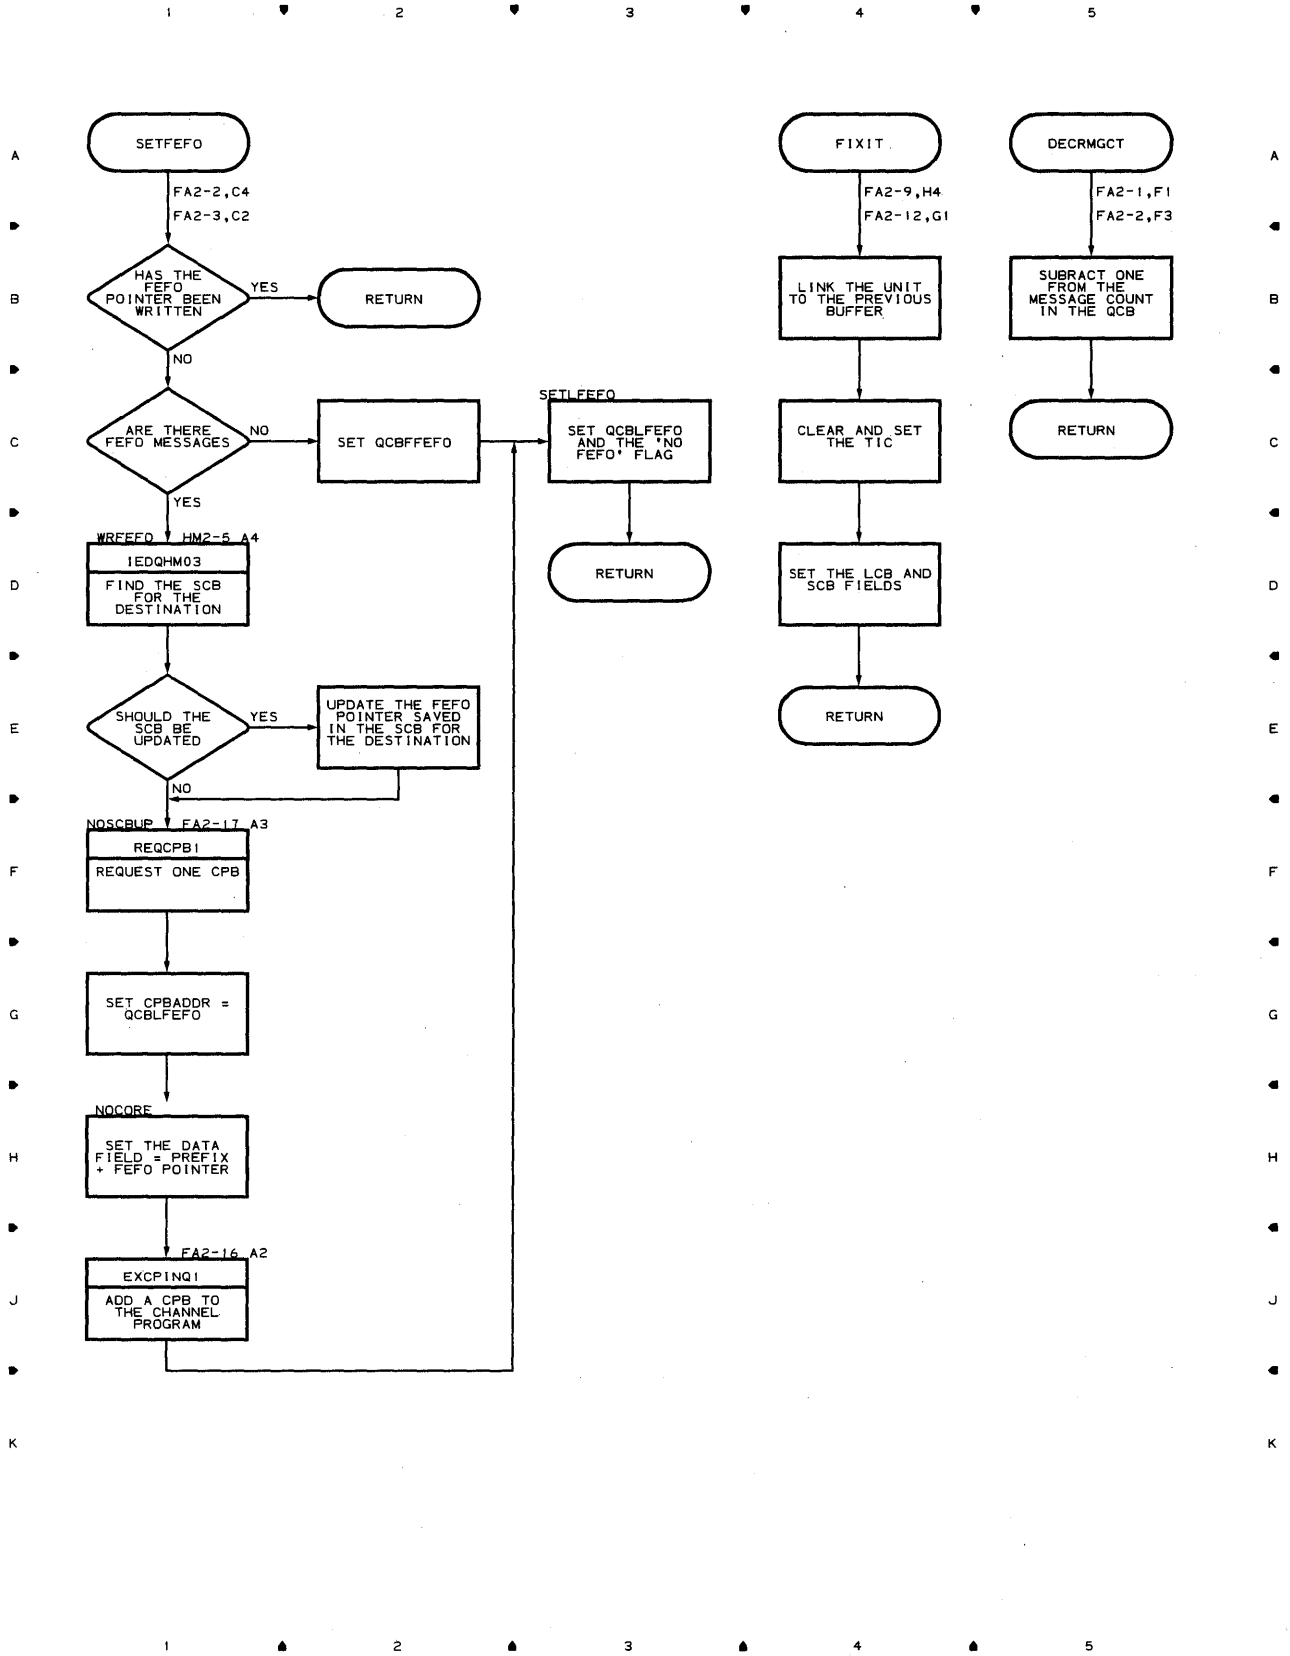 1 2 3 4 5
A
SETFEFO
FA2-2,C4
FA2-3,C2
B
HAS THE
FEFO
POINTER BEEN
WRITTEN
YES
RETURN
NO
C
ARE THERE
FEFO MESSAGES
NO
SET QCBFFEFO
SETLFEFO
SET QCBLFEFO
AND THE 'NO
FEFO' FLAG
RETURN
YES
D
WRFEFO HM2-5 A4
IEDQHM03
FIND THE SCB
FOR THE
DESTINATION
E
SHOULD THE
SCB BE
UPDATED
YES
UPDATE THE FEFO
POINTER SAVED
IN THE SCB FOR
THE DESTINATION
NO
F
NOSCBUP FA2-17 A3
REQCPB1
REQUEST ONE CPB
G
SET CPBADDR =
QCBLFEFO
H
NOCORE
SET THE DATA
FIELD = PREFIX
+ FEFO POINTER
J
FA2-16 A2
EXCPINQ1
ADD A CPB TO
THE CHANNEL
PROGRAM
K
FIXIT
FA2-9,H4
FA2-12,G1
LINK THE UNIT
TO THE PREVIOUS
BUFFER
CLEAR AND SET
THE TIC
SET THE LCB AND
SCB FIELDS
RETURN
DECRMGCT
FA2-1,F1
FA2-2,F3
SUBRACT ONE
FROM THE
MESSAGE COUNT
IN THE QCB
RETURN
A
B
C
D
E
F
G
H
J
K
1 2 3 4 5